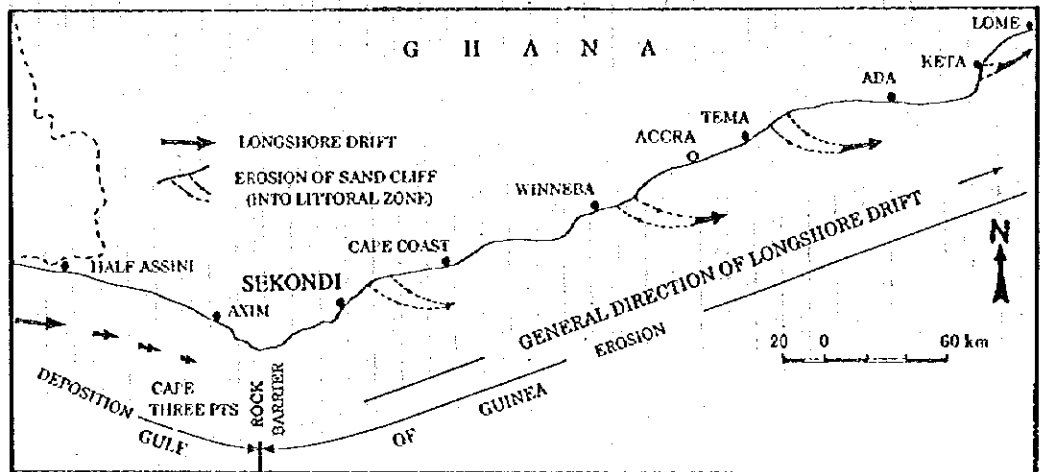 LOME
GHANA
KETA
ADA
TEMA
LONGSHORE DRIFT
ACCRA
EROSION OF SAND CLIFF
(INTO LITTORAL ZONE)
WINNEBA
CAPE COAST
HALF ASSINI
SEKONDI
AXIM
N
GENERAL DIRECTION OF LONGSHORE DRIFT
EROSION
20 0 60 km
DEPOSITION
CAPE
THREE PTS
ROCK
BARRIER
GULF
OF
GUINEA